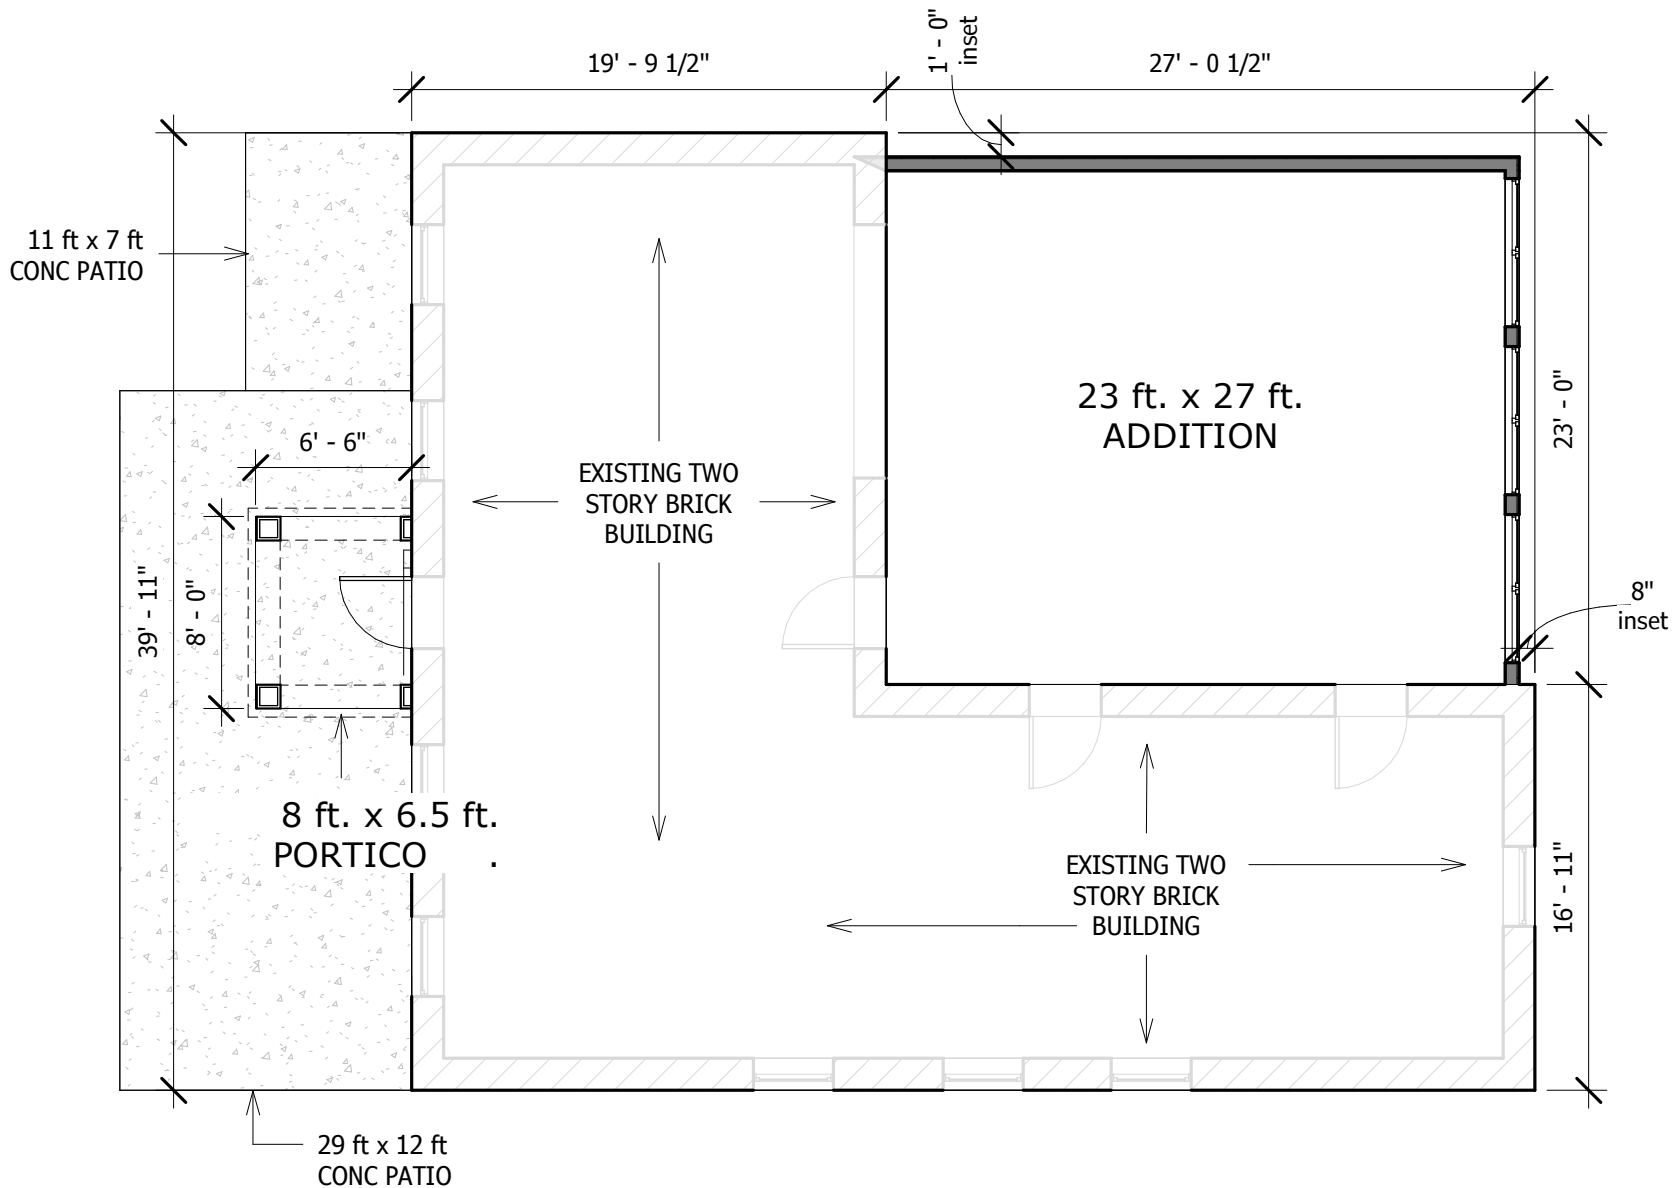 1' - 0"
inset
19' - 9 1/2"
27' - 0 1/2"
11 ft x 7 ft
CONC PATIO
23 ft. x 27 ft.
ADDITION
23' - 0"
6' - 6"
EXISTING TWO
STORY BRICK
BUILDING
39' - 11"
8' - 0"
8"
inset
8 ft. x 6.5 ft.
PORTICO .
EXISTING TWO
STORY BRICK
BUILDING
16' - 11"
29 ft x 12 ft
CONC PATIO